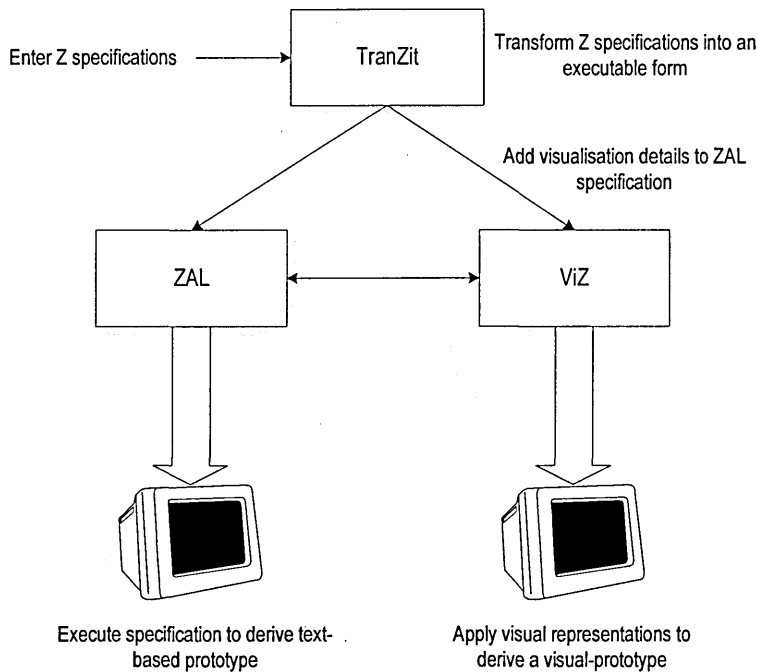 Enter Z specifications
TranZit
Transform Z specifications into an
executable form
Add visualisation details to ZAL
specification
ZAL
ViZ
Execute specification to derive text-
based prototype
Apply visual representations to
derive a visual-prototype